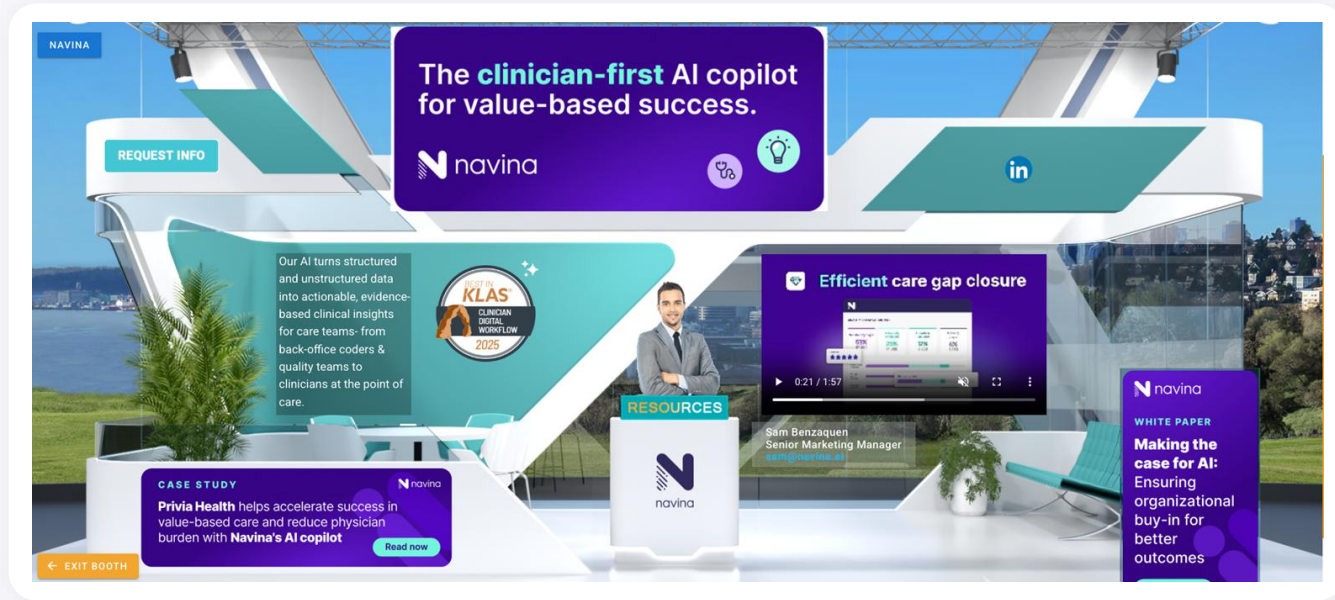 NAVINA
The clinician-first AI copilot
for value-based success.
navina
REQUEST INFO
in
Our AI turns structured
and unstructured data
into actionable, evidence-
based clinical insights
for care teams- from
back-office coders &
quality teams to
clinicians at the point of
care.
BEST IN
KLAS
CLINICIAN
DIGITAL
WORKFLOW
2025
Efficient care gap closure
0:21 / 1:57
RESOURCES
Sam Benzaquen
Senior Marketing Manager
sam@navina.ai
navina
CASE STUDY
navina
Privia Health helps accelerate success in
value-based care and reduce physician
burden with Navina's AI copilot
Read now
navina
WHITE PAPER
Making the
case for AI:
Ensuring
organizational
buy-in for
better
outcomes
← EXIT BOOTH